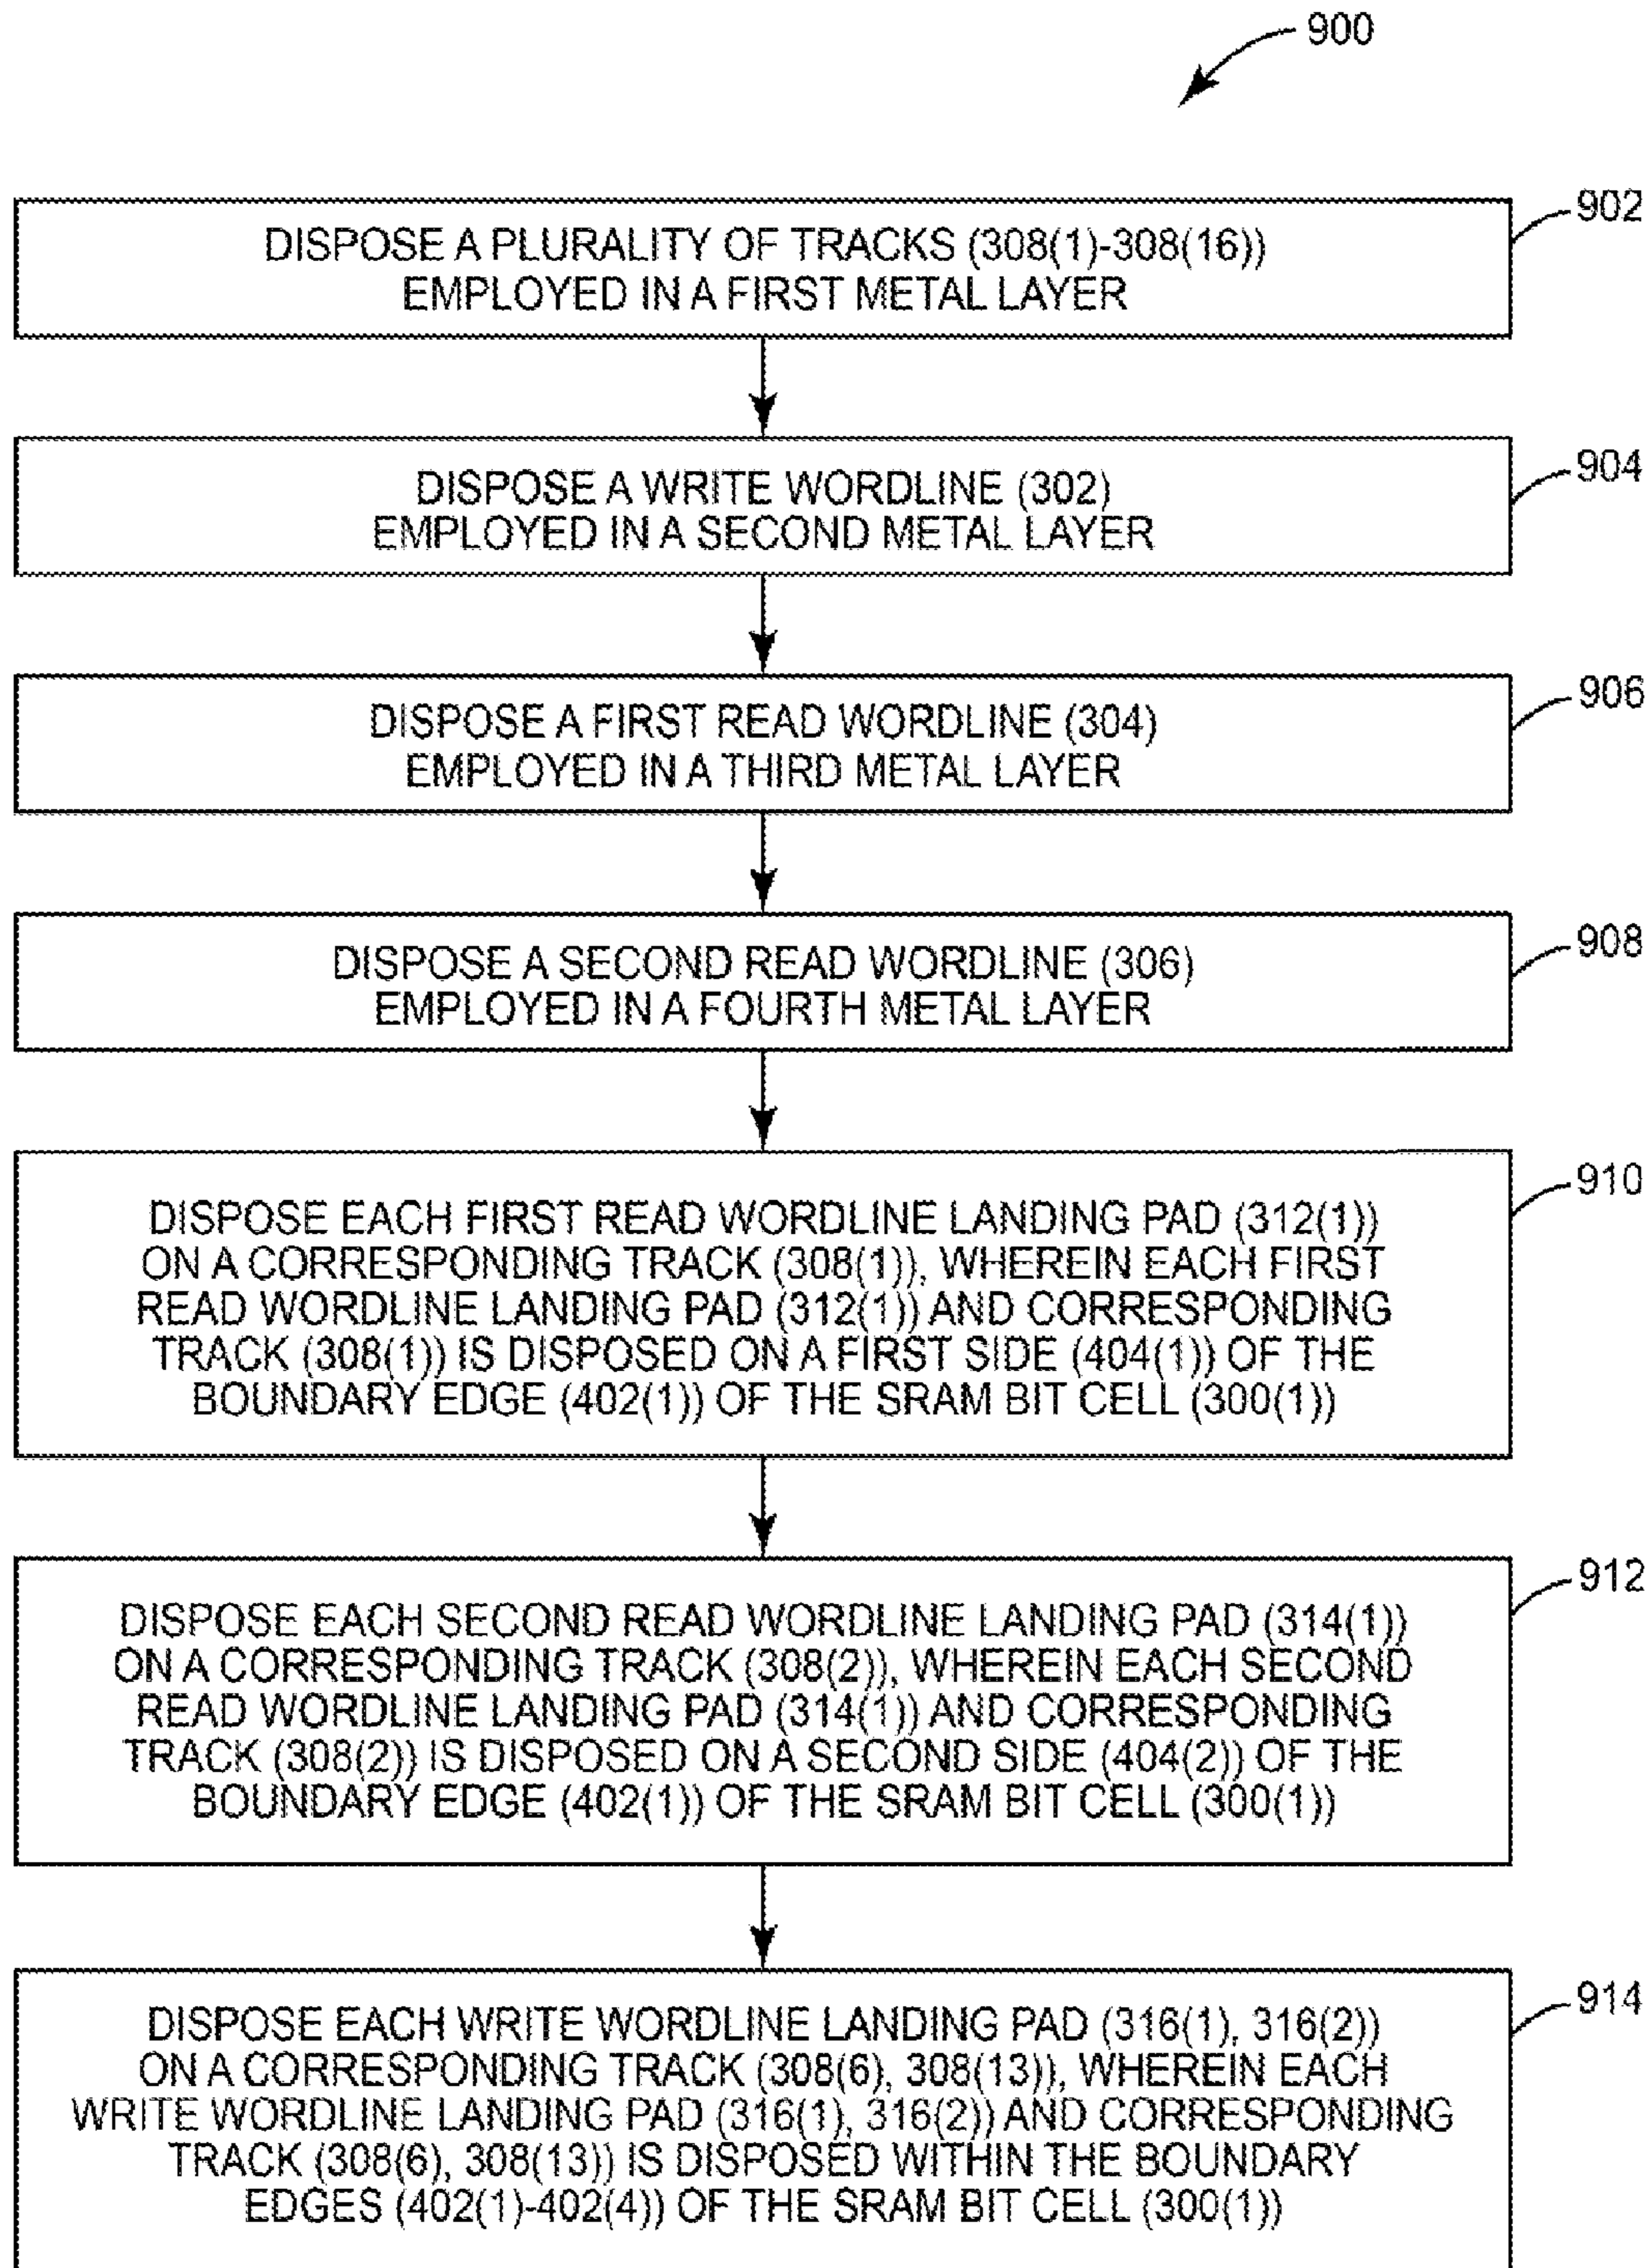 900
902
DISPOSE A PLURALITY OF TRACKS (308(1)-308(16))
EMPLOYED IN A FIRST METAL LAYER
904
DISPOSE A WRITE WORDLINE (302)
EMPLOYED IN A SECOND METAL LAYER
906
DISPOSE A FIRST READ WORDLINE (304)
EMPLOYED IN A THIRD METAL LAYER
908
DISPOSE A SECOND READ WORDLINE (306)
EMPLOYED IN A FOURTH METAL LAYER
910
DISPOSE EACH FIRST READ WORDLINE LANDING PAD (312(1))
ON A CORRESPONDING TRACK (308(1)), WHEREIN EACH FIRST
READ WORDLINE LANDING PAD (312(1)) AND CORRESPONDING
TRACK (308(1)) IS DISPOSED ON A FIRST SIDE (404(1)) OF THE
BOUNDARY EDGE (402(1)) OF THE SRAM BIT CELL (300(1))
912
DISPOSE EACH SECOND READ WORDLINE LANDING PAD (314(1))
ON A CORRESPONDING TRACK (308(2)), WHEREIN EACH SECOND
READ WORDLINE LANDING PAD (314(1)) AND CORRESPONDING
TRACK (308(2)) IS DISPOSED ON A SECOND SIDE (404(2)) OF THE
BOUNDARY EDGE (402(1)) OF THE SRAM BIT CELL (300(1))
914
DISPOSE EACH WRITE WORDLINE LANDING PAD (316(1), 316(2))
ON A CORRESPONDING TRACK (308(6), 308(13)), WHEREIN EACH
WRITE WORDLINE LANDING PAD (316(1), 316(2)) AND CORRESPONDING
TRACK (308(6), 308(13)) IS DISPOSED WITHIN THE BOUNDARY
EDGES (402(1)-402(4)) OF THE SRAM BIT CELL (300(1))